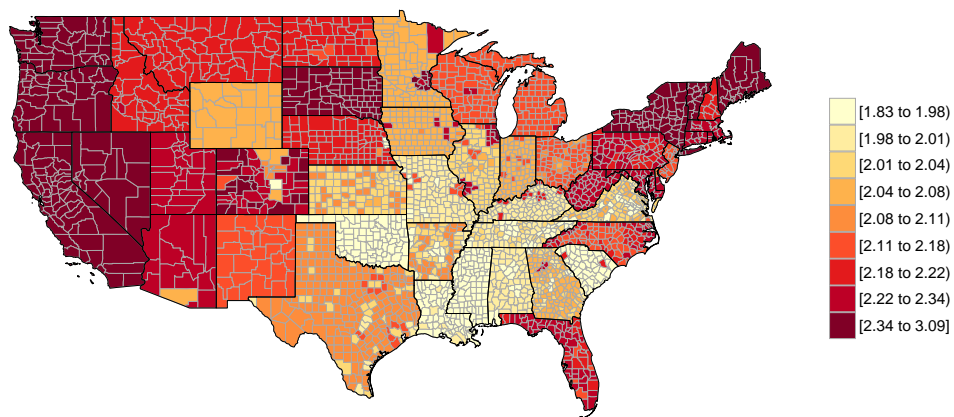 [1.83 to 1.98)
[1.98 to 2.01)
[2.01 to 2.04)
[2.04 to 2.08)
[2.08 to 2.11)
[2.11 to 2.18)
[2.18 to 2.22)
[2.22 to 2.34)
[2.34 to 3.09]